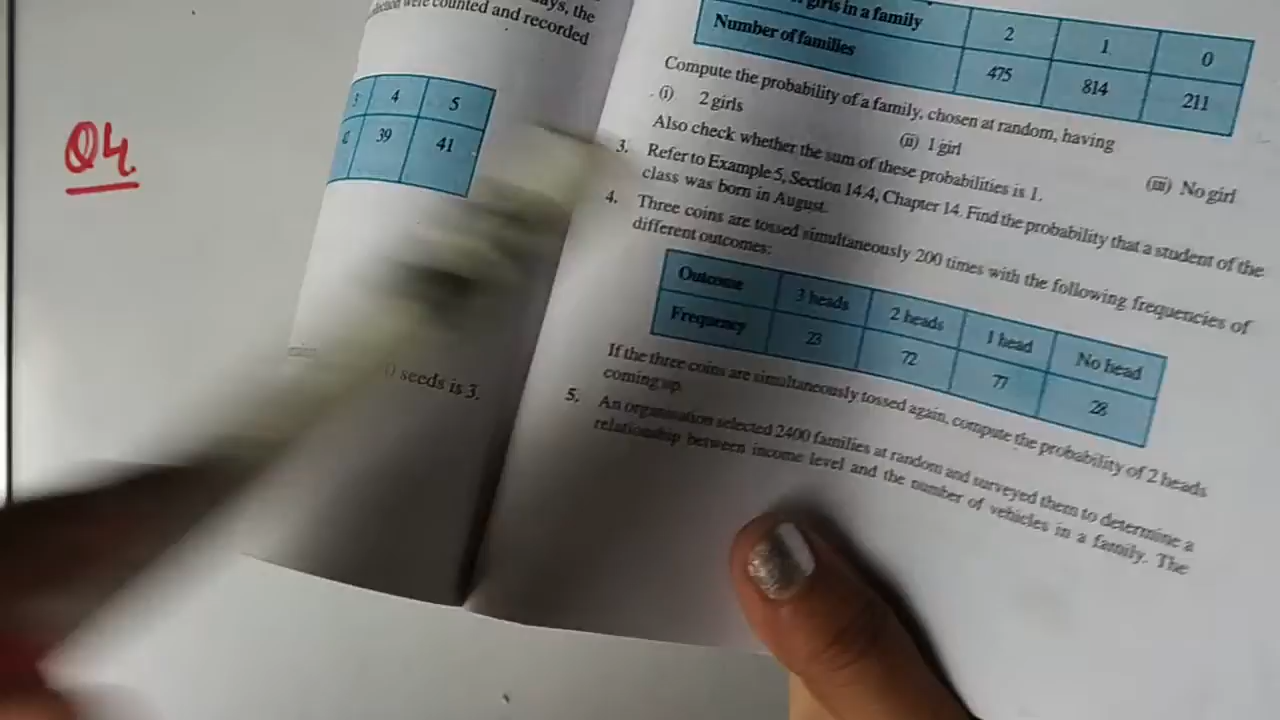 Q4.
days, the
were counted and recorded
3 4 5
39 41
seeds is 3.
girls in a family 2 1 0
Number of families 475 814 211
Compute the probability of a family, chosen at random, having
(i) 2 girls (ii) 1 girl (iii) No girl
Also check whether the sum of these probabilities is 1.
3. Refer to Example 5, Section 14.4, Chapter 14. Find the probability that a student of the
class was born in August.
4. Three coins are tossed simultaneously 200 times with the following frequencies of
different outcomes:
Outcome 3 heads 2 heads 1 head No head
Frequency 23 72 77 28
If the three coins are simultaneously tossed again, compute the probability of 2 heads
coming up.
5. An organisation selected 2400 families at random and surveyed them to determine a
relationship between income level and the number of vehicles in a family. The